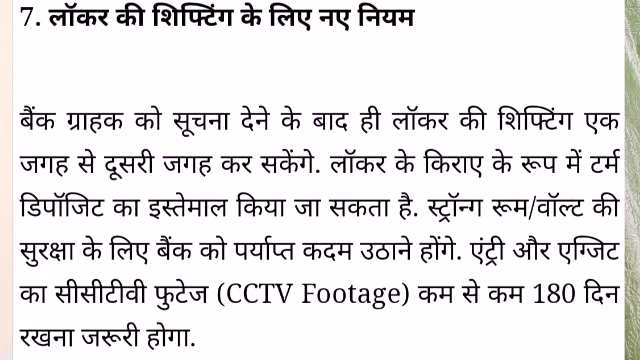 7. लॉकर की शिफ्टिंग के लिए नए नियम
बैंक ग्राहक को सूचना देने के बाद ही लॉकर की शिफ्टिंग एक
जगह से दूसरी जगह कर सकेंगे. लॉकर के किराए के रूप में टर्म
डिपॉजिट का इस्तेमाल किया जा सकता है. स्ट्रॉन्ग रूम/वॉल्ट की
सुरक्षा के लिए बैंक को पर्याप्त कदम उठाने होंगे. एंट्री और एग्जिट
का सीसीटीवी फुटेज (CCTV Footage) कम से कम 180 दिन
रखना जरूरी होगा.